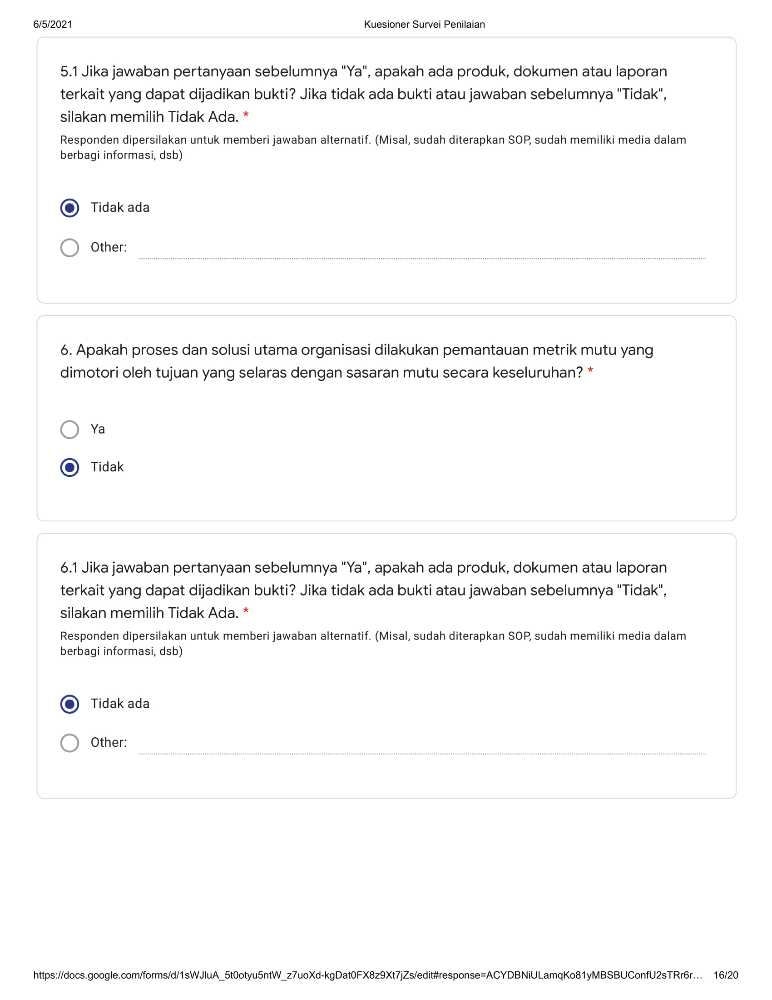 6/5/2021 Kuesioner Survei Penilaian
5.1 Jika jawaban pertanyaan sebelumnya "Ya", apakah ada produk, dokumen atau laporan
terkait yang dapat dijadikan bukti? Jika tidak ada bukti atau jawaban sebelumnya "Tidak",
silakan memilih Tidak Ada. *
Responden dipersilakan untuk memberi jawaban alternatif. (Misal, sudah diterapkan SOP, sudah memiliki media dalam
berbagi informasi, dsb)
Tidak ada
Other:
6. Apakah proses dan solusi utama organisasi dilakukan pemantauan metrik mutu yang
dimotori oleh tujuan yang selaras dengan sasaran mutu secara keseluruhan? *
Ya
Tidak
6.1 Jika jawaban pertanyaan sebelumnya "Ya", apakah ada produk, dokumen atau laporan
terkait yang dapat dijadikan bukti? Jika tidak ada bukti atau jawaban sebelumnya "Tidak",
silakan memilih Tidak Ada. *
Responden dipersilakan untuk memberi jawaban alternatif. (Misal, sudah diterapkan SOP, sudah memiliki media dalam
berbagi informasi, dsb)
Tidak ada
Other:
https://docs.google.com/forms/d/1sWJluA_5t0otyu5ntW_z7uoXd-kgDat0FX8z9Xt7jZs/edit#response=ACYDBNiULamqKo81yMBSBUConfU2sTRr6r… 16/20